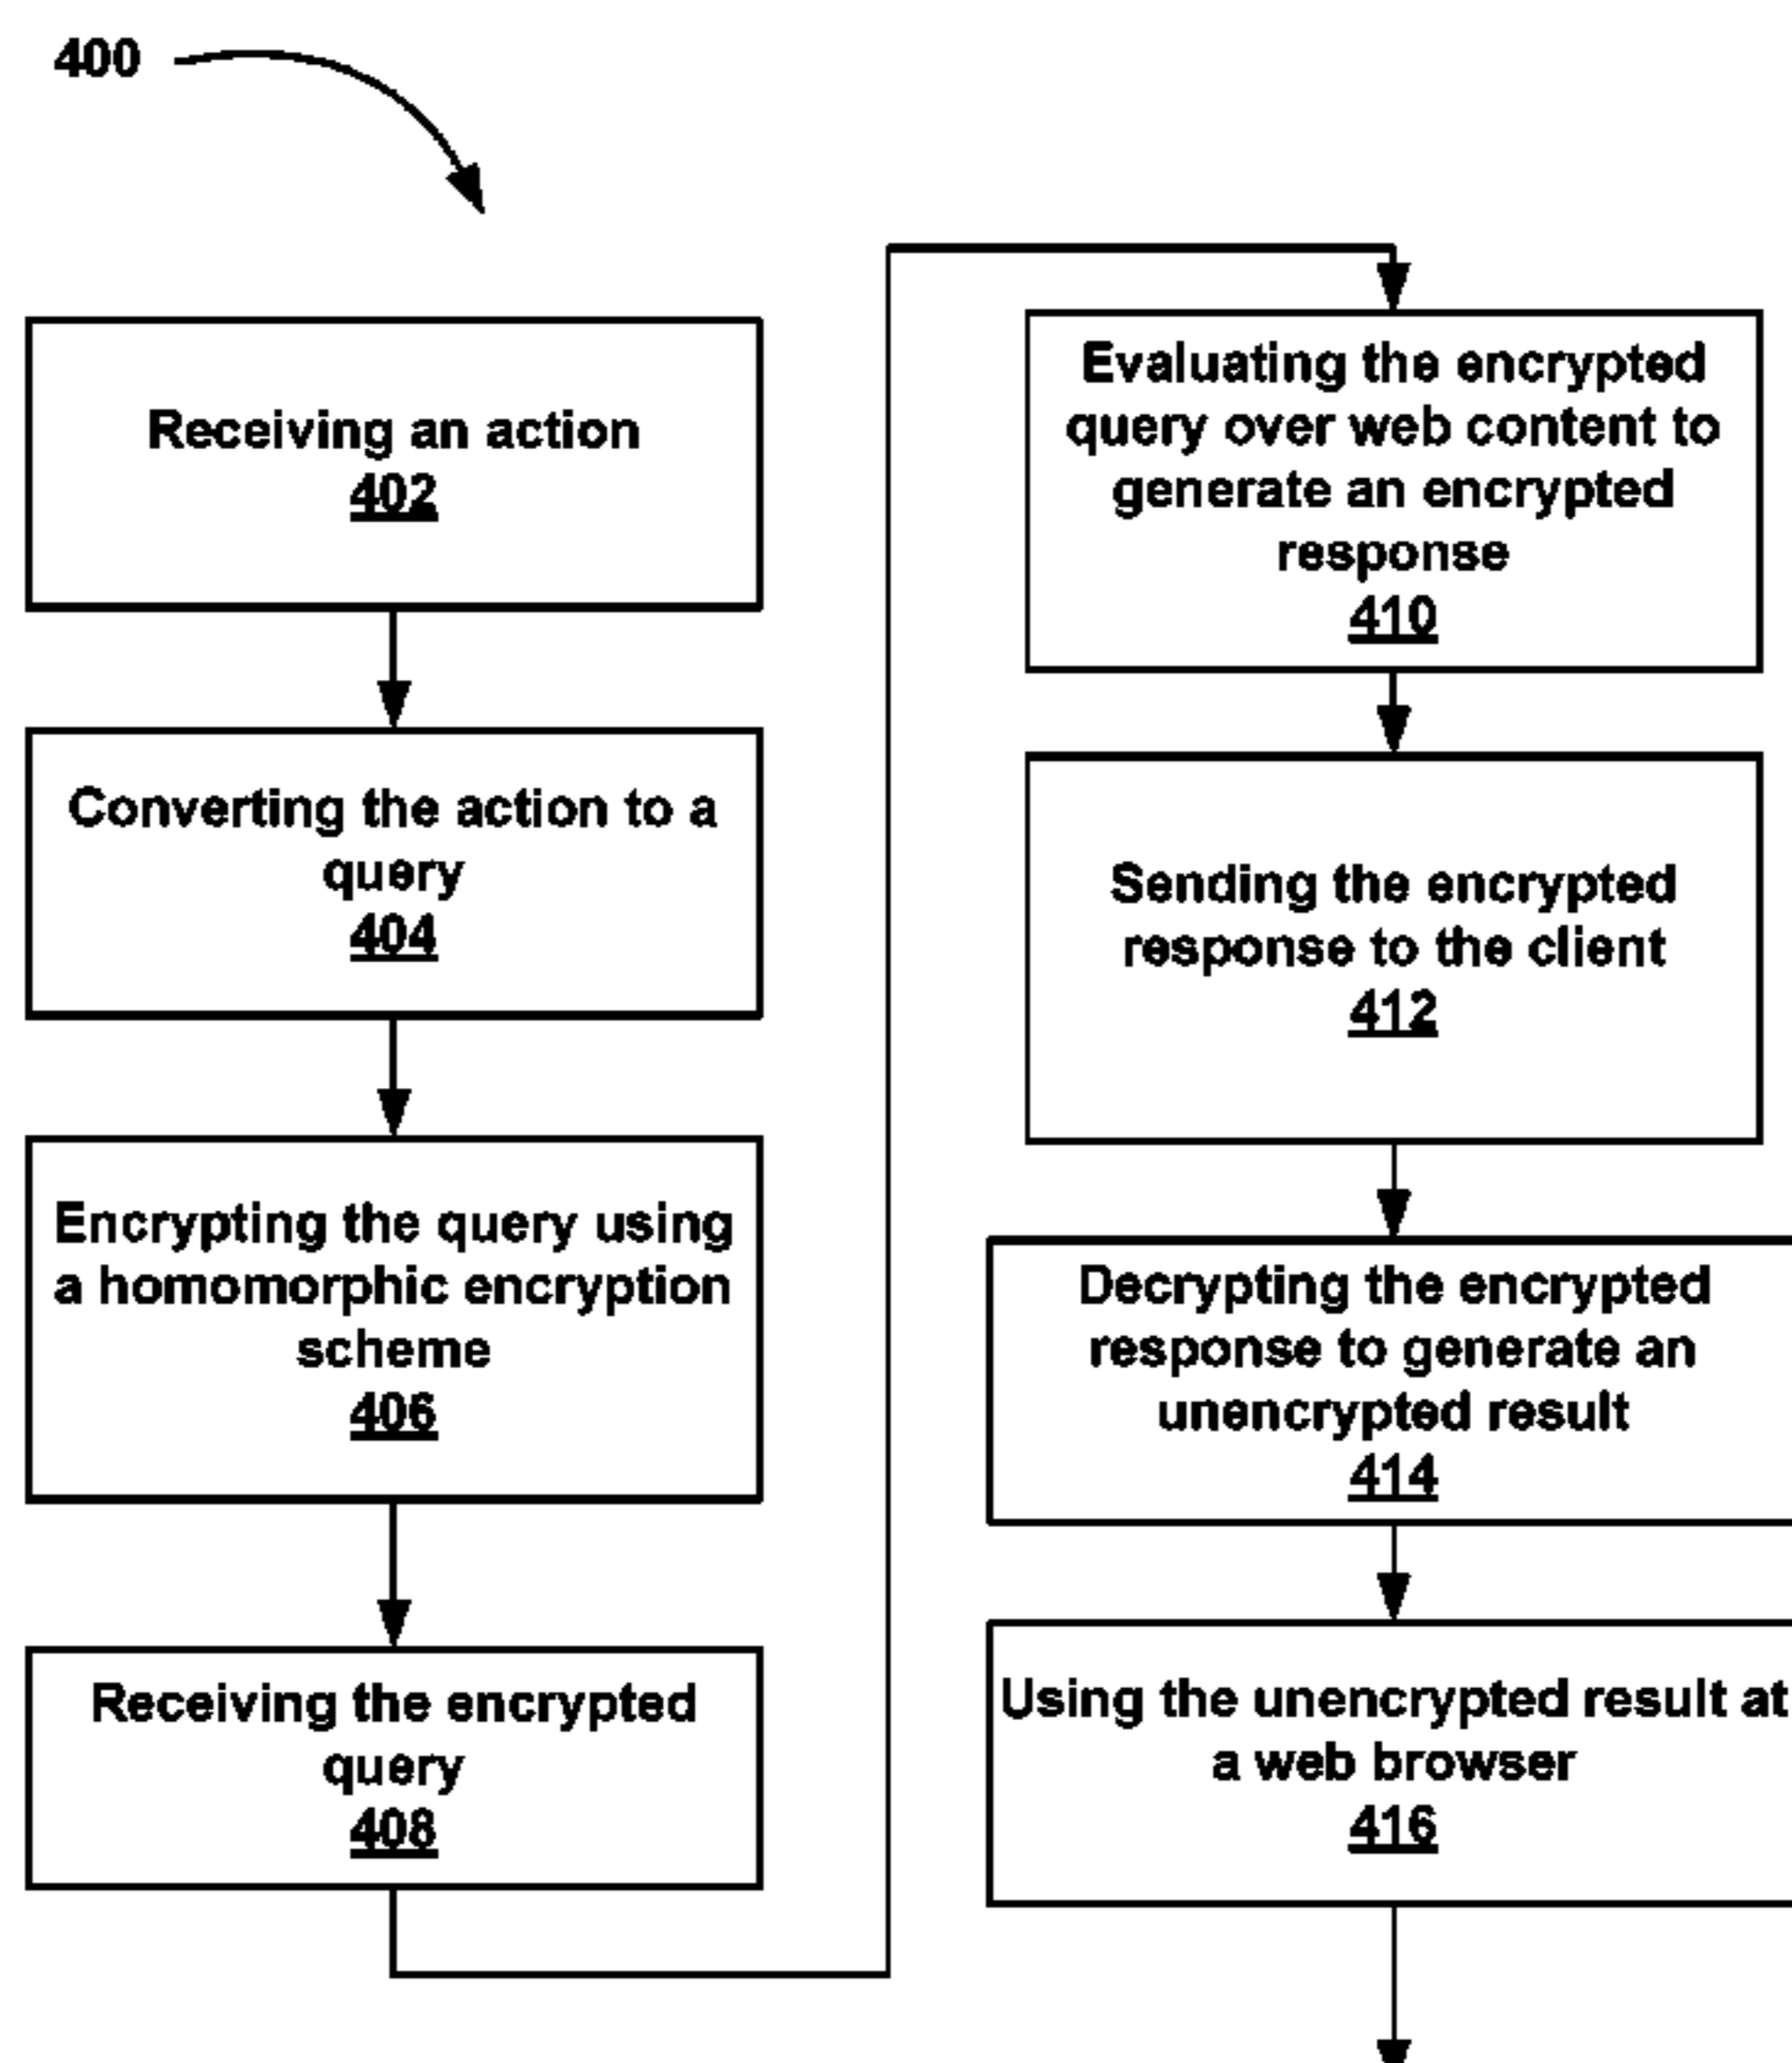 400
Receiving an action
402
Converting the action to a
query
404
Encrypting the query using
a homomorphic encryption
scheme
406
Receiving the encrypted
query
408
Evaluating the encrypted
query over web content to
generate an encrypted
response
410
Sending the encrypted
response to the client
412
Decrypting the encrypted
response to generate an
unencrypted result
414
Using the unencrypted result at
a web browser
416